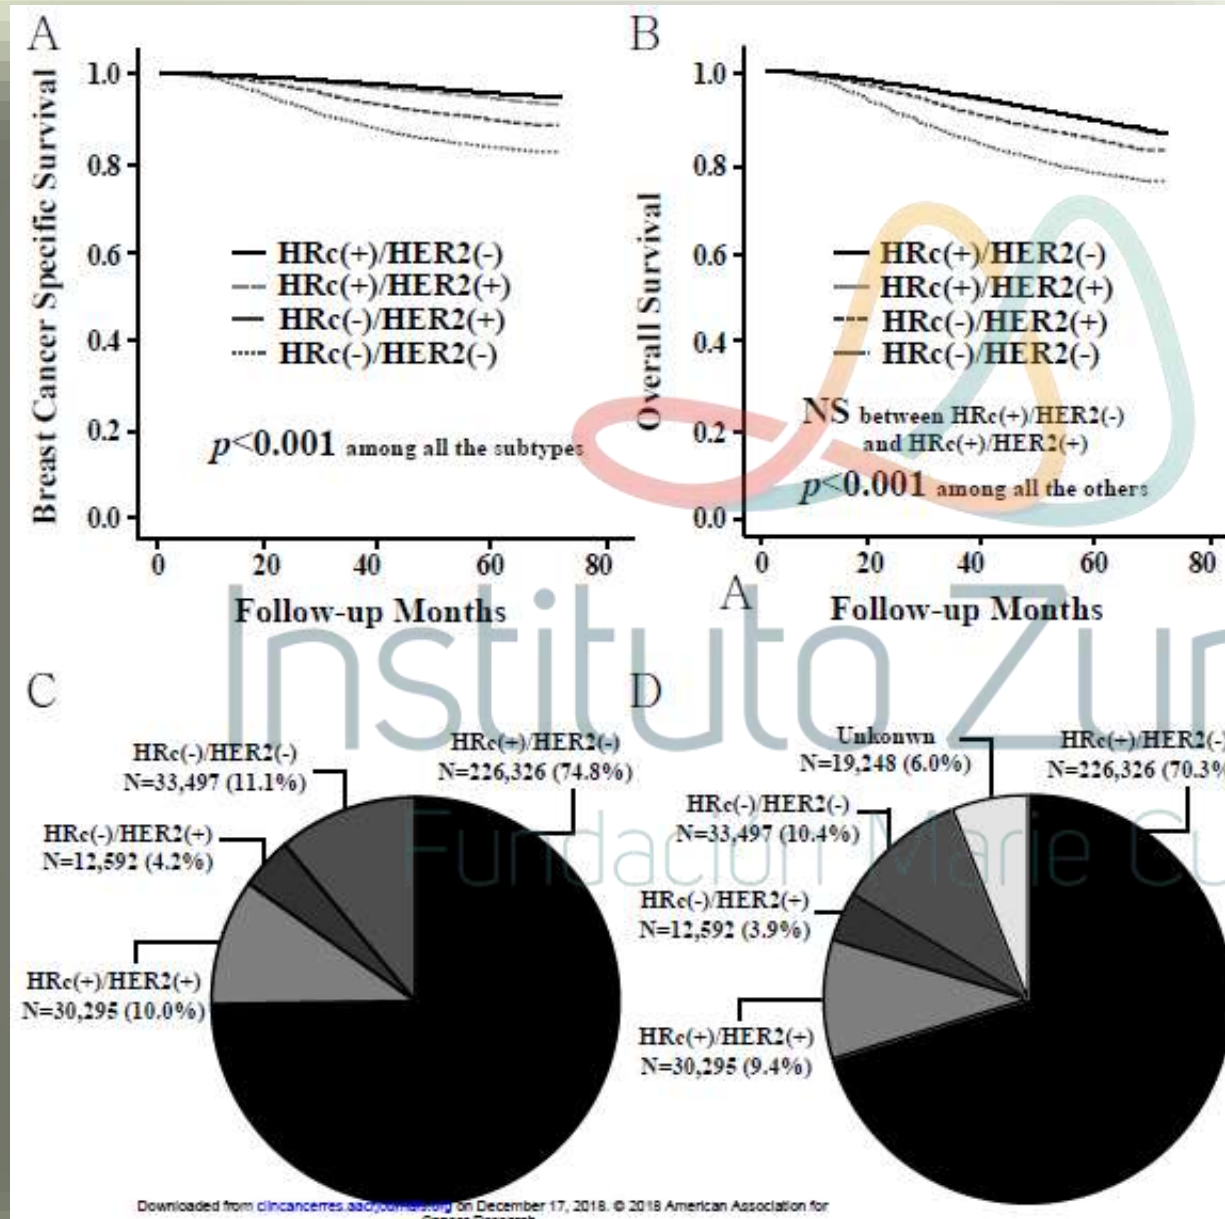 A
Breast Cancer Specific Survival
1.0
0.8
0.6
0.4
0.2
0.0
HRc(+)/HER2(-)
HRc(+)/HER2(+)
HRc(-)/HER2(+)
HRc(-)/HER2(-)
p<0.001 among all the subtypes
0 20 40 60 80
Follow-up Months
B
Overall Survival
1.0
0.8
0.6
0.4
0.2
0.0
HRc(+)/HER2(-)
HRc(+)/HER2(+)
HRc(-)/HER2(+)
HRc(-)/HER2(-)
NS between HRc(+)/HER2(-)
and HRc(+)/HER2(+)
p<0.001 among all the others
0 20 40 60 80
A
Follow-up Months
Instituto Zur
Fundación Marie Cu
C
HRc(-)/HER2(-)
N=33,497 (11.1%)
HRc(+)/HER2(-)
N=226,326 (74.8%)
HRc(-)/HER2(+)
N=12,592 (4.2%)
HRc(+)/HER2(+)
N=30,295 (10.0%)
D
Unkonwn
N=19,248 (6.0%)
HRc(+)/HER2(-)
N=226,326 (70.3%
HRc(-)/HER2(-)
N=33,497 (10.4%)
HRc(-)/HER2(+)
N=12,592 (3.9%)
HRc(+)/HER2(+)
N=30,295 (9.4%)
Downloaded from clincancerres.aacrjournals.org on December 17, 2018. © 2018 American Association for
Cancer Research